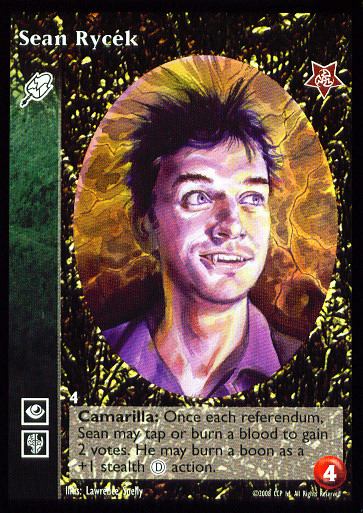 Sean Rycek
4
Camarilla: Once each referendum,
Sean may tap or burn a blood to gain
2 votes. He may burn a boon as a
+1 stealth Ⓓ action.
4
Illus: Lawrence Snelly
©2008 CCP hf. All Rights Reserved